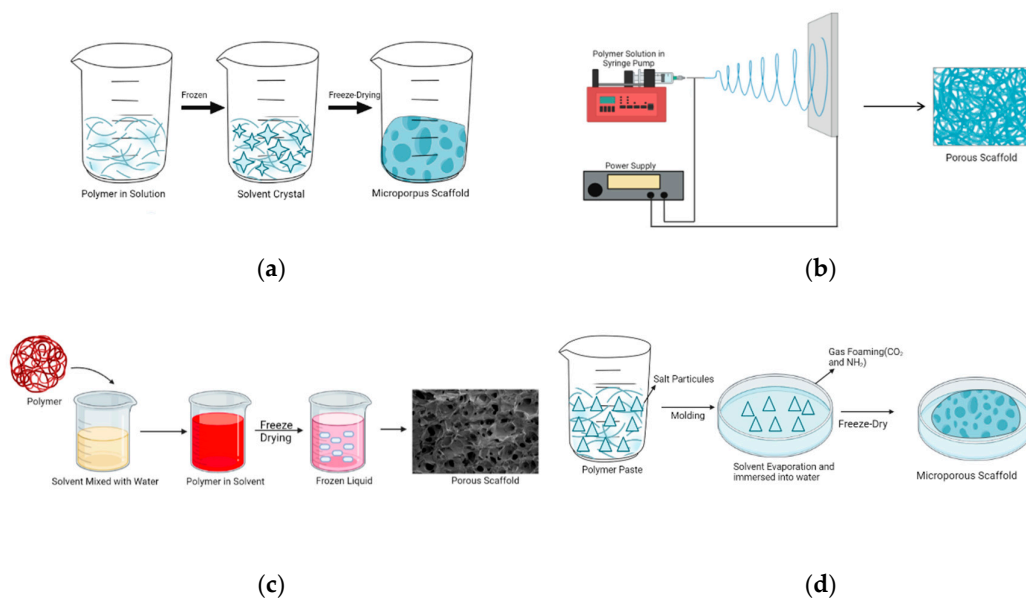 Frozen
Freeze-Drying
Polymer in Solution
Solvent Crystal
Microporpus Scaffold
(a)
Polymer Solution in
Syringe Pump
Power Supply
Porous Scaffold
(b)
Polymer
Freeze
Drying
Solvent Mixed with Water
Polymer in Solvent
Frozen Liquid
Porous Scaffold
(c)
Gas Foaming(CO₂
and NH₂)
Salt Particules
Molding
Freeze-Dry
Polymer Paste
Solvent Evaporation and
immersed into water
Microporous Scaffold
(d)